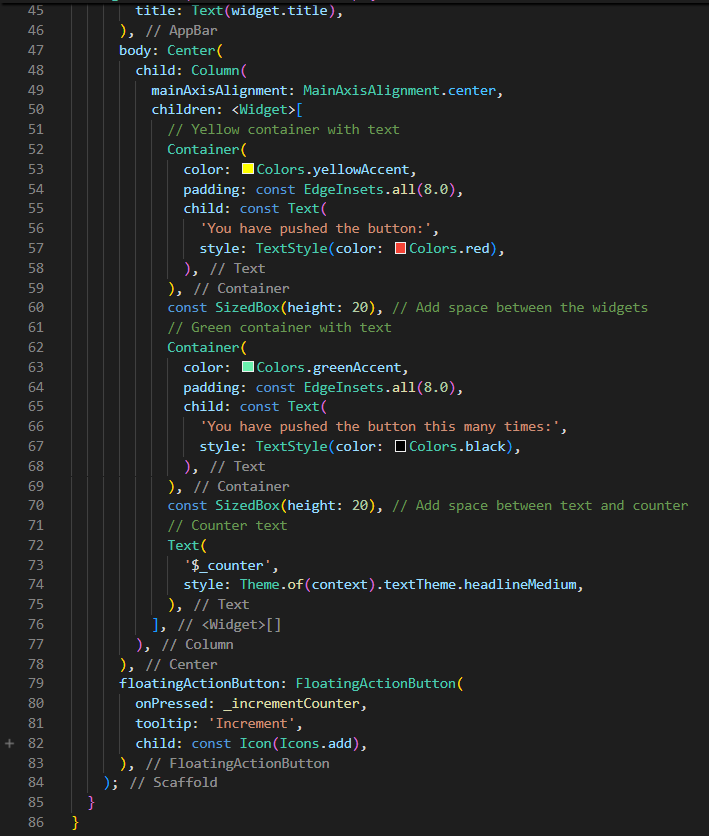 45 title: Text(widget.title),
46 ), // AppBar
47 body: Center(
48 child: Column(
49 mainAxisAlignment: MainAxisAlignment.center,
50 children: <Widget>[
51 // Yellow container with text
52 Container(
53 color: Colors.yellowAccent,
54 padding: const EdgeInsets.all(8.0),
55 child: const Text(
56 'You have pushed the button:',
57 style: TextStyle(color: Colors.red),
58 ), // Text
59 ), // Container
60 const SizedBox(height: 20), // Add space between the widgets
61 // Green container with text
62 Container(
63 color: Colors.greenAccent,
64 padding: const EdgeInsets.all(8.0),
65 child: const Text(
66 'You have pushed the button this many times:',
67 style: TextStyle(color: Colors.black),
68 ), // Text
69 ), // Container
70 const SizedBox(height: 20), // Add space between text and counter
71 // Counter text
72 Text(
73 '$_counter',
74 style: Theme.of(context).textTheme.headlineMedium,
75 ), // Text
76 ], // <Widget>[]
77 ), // Column
78 ), // Center
79 floatingActionButton: FloatingActionButton(
80 onPressed: _incrementCounter,
81 tooltip: 'Increment',
82 child: const Icon(Icons.add),
83 ), // FloatingActionButton
84 ); // Scaffold
85 }
86 }